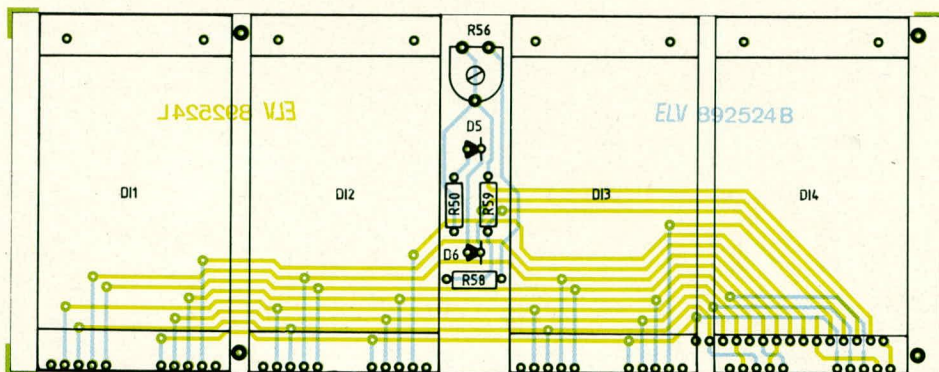 R56
ELV 892524L
ELV 892524B
D5
DI1
DI2
R50
R59
DI3
DI4
D6
R58